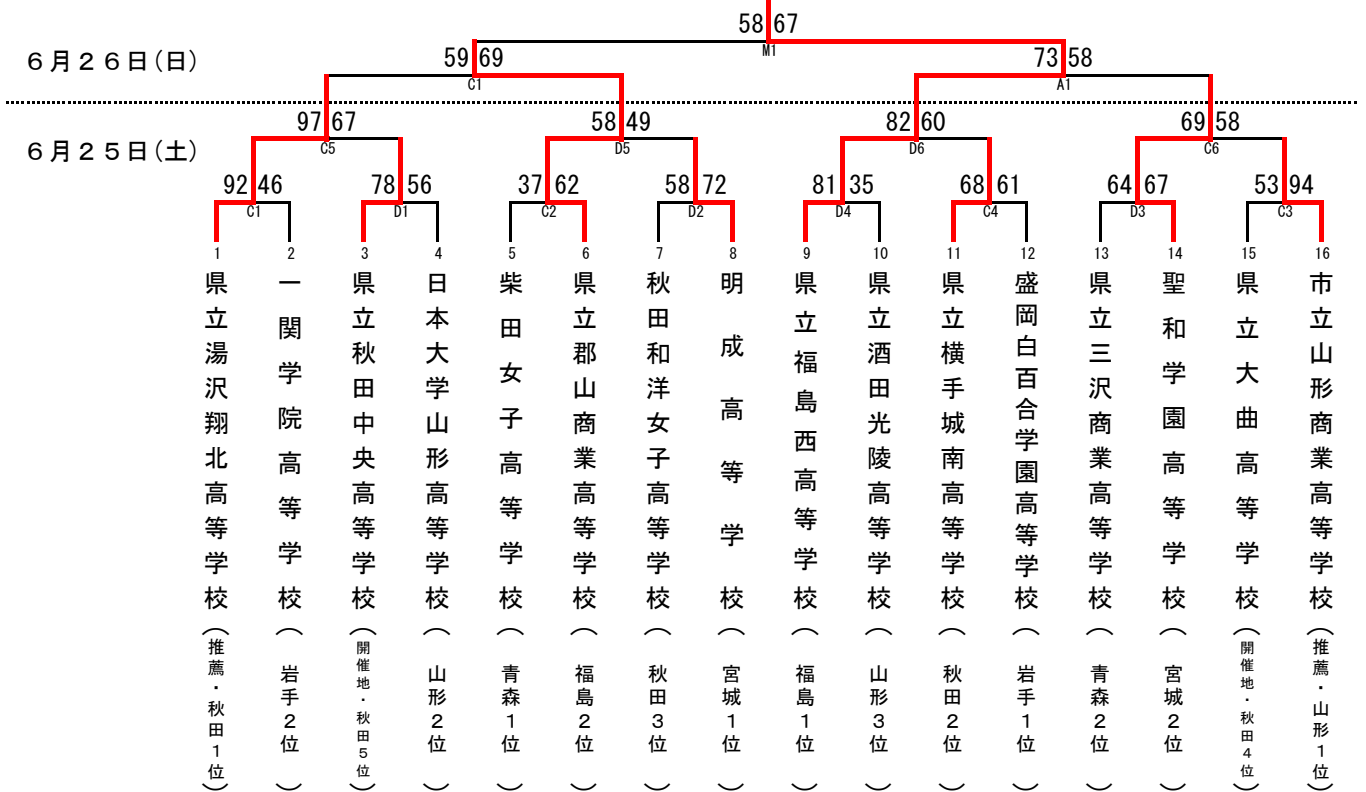 58 67
M1
６月２６日(日)
59 69
C1
73 58
A1
６月２５日(土)
97 67
C5
58 49
D5
82 60
D6
69 58
C6
92 46
C1
78 56
D1
37 62
C2
58 72
D2
81 35
D4
68 61
C4
64 67
D3
53 94
C3
1
県立湯沢翔北高等学校
(推薦・秋田１位)
2
一関学院高等学校
(岩手２位)
3
県立秋田中央高等学校
(開催地・秋田５位)
4
日本大学山形高等学校
(山形２位)
5
柴田女子高等学校
(青森１位)
6
県立郡山商業高等学校
(福島２位)
7
秋田和洋女子高等学校
(秋田３位)
8
明成高等学校
(宮城１位)
9
県立福島西高等学校
(福島１位)
10
県立酒田光陵高等学校
(山形３位)
11
県立横手城南高等学校
(秋田２位)
12
盛岡白百合学園高等学校
(岩手１位)
13
県立三沢商業高等学校
(青森２位)
14
聖和学園高等学校
(宮城２位)
15
県立大曲高等学校
(開催地・秋田４位)
16
市立山形商業高等学校
(推薦・山形１位)